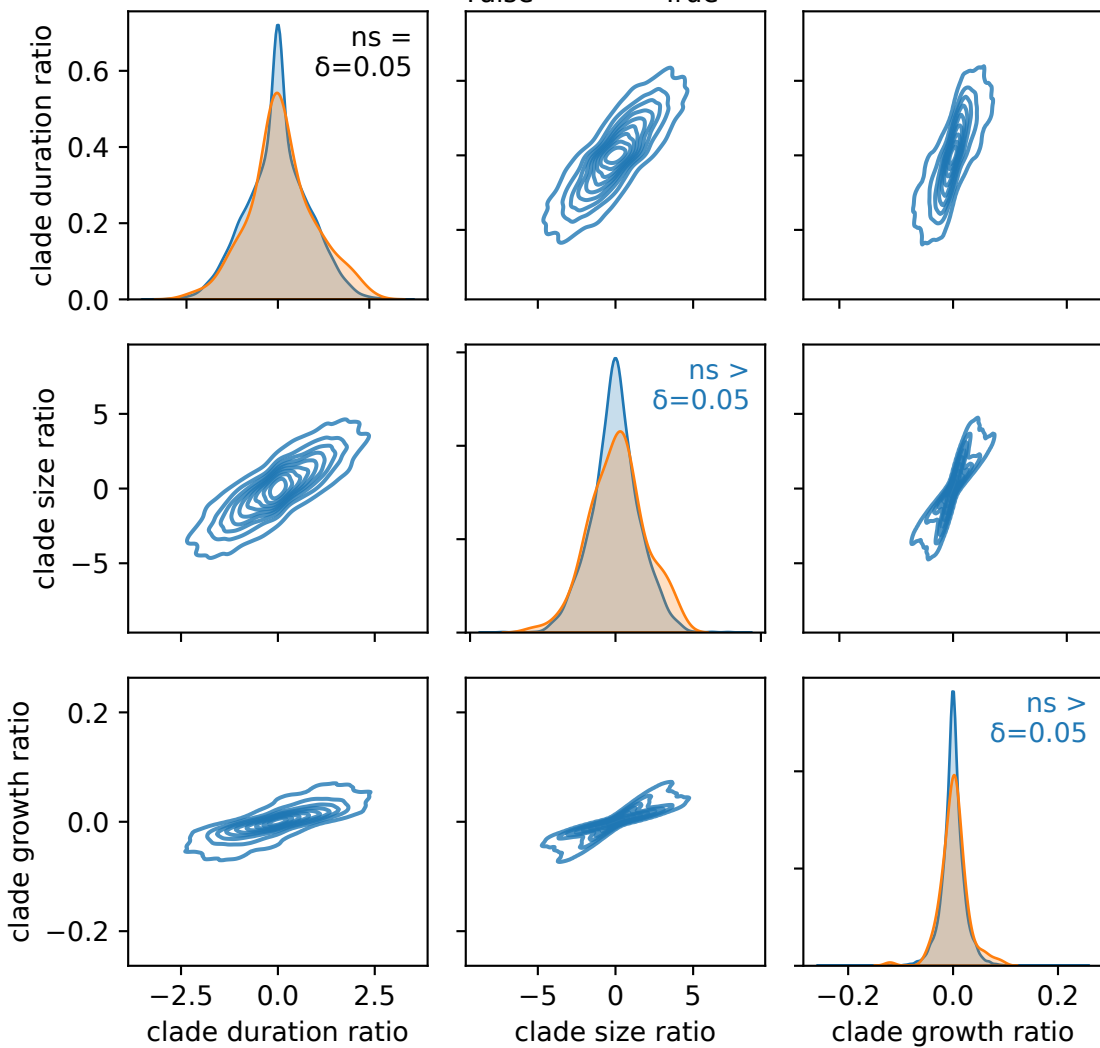 clade duration ratio
0.6
0.4
0.2
0.0
ns =
δ=0.05
clade size ratio
5
0
−5
ns >
δ=0.05
clade growth ratio
0.2
0.0
−0.2
ns >
δ=0.05
−2.5 0.0 2.5
−5 0 5
−0.2 0.0 0.2
clade duration ratio
clade size ratio
clade growth ratio